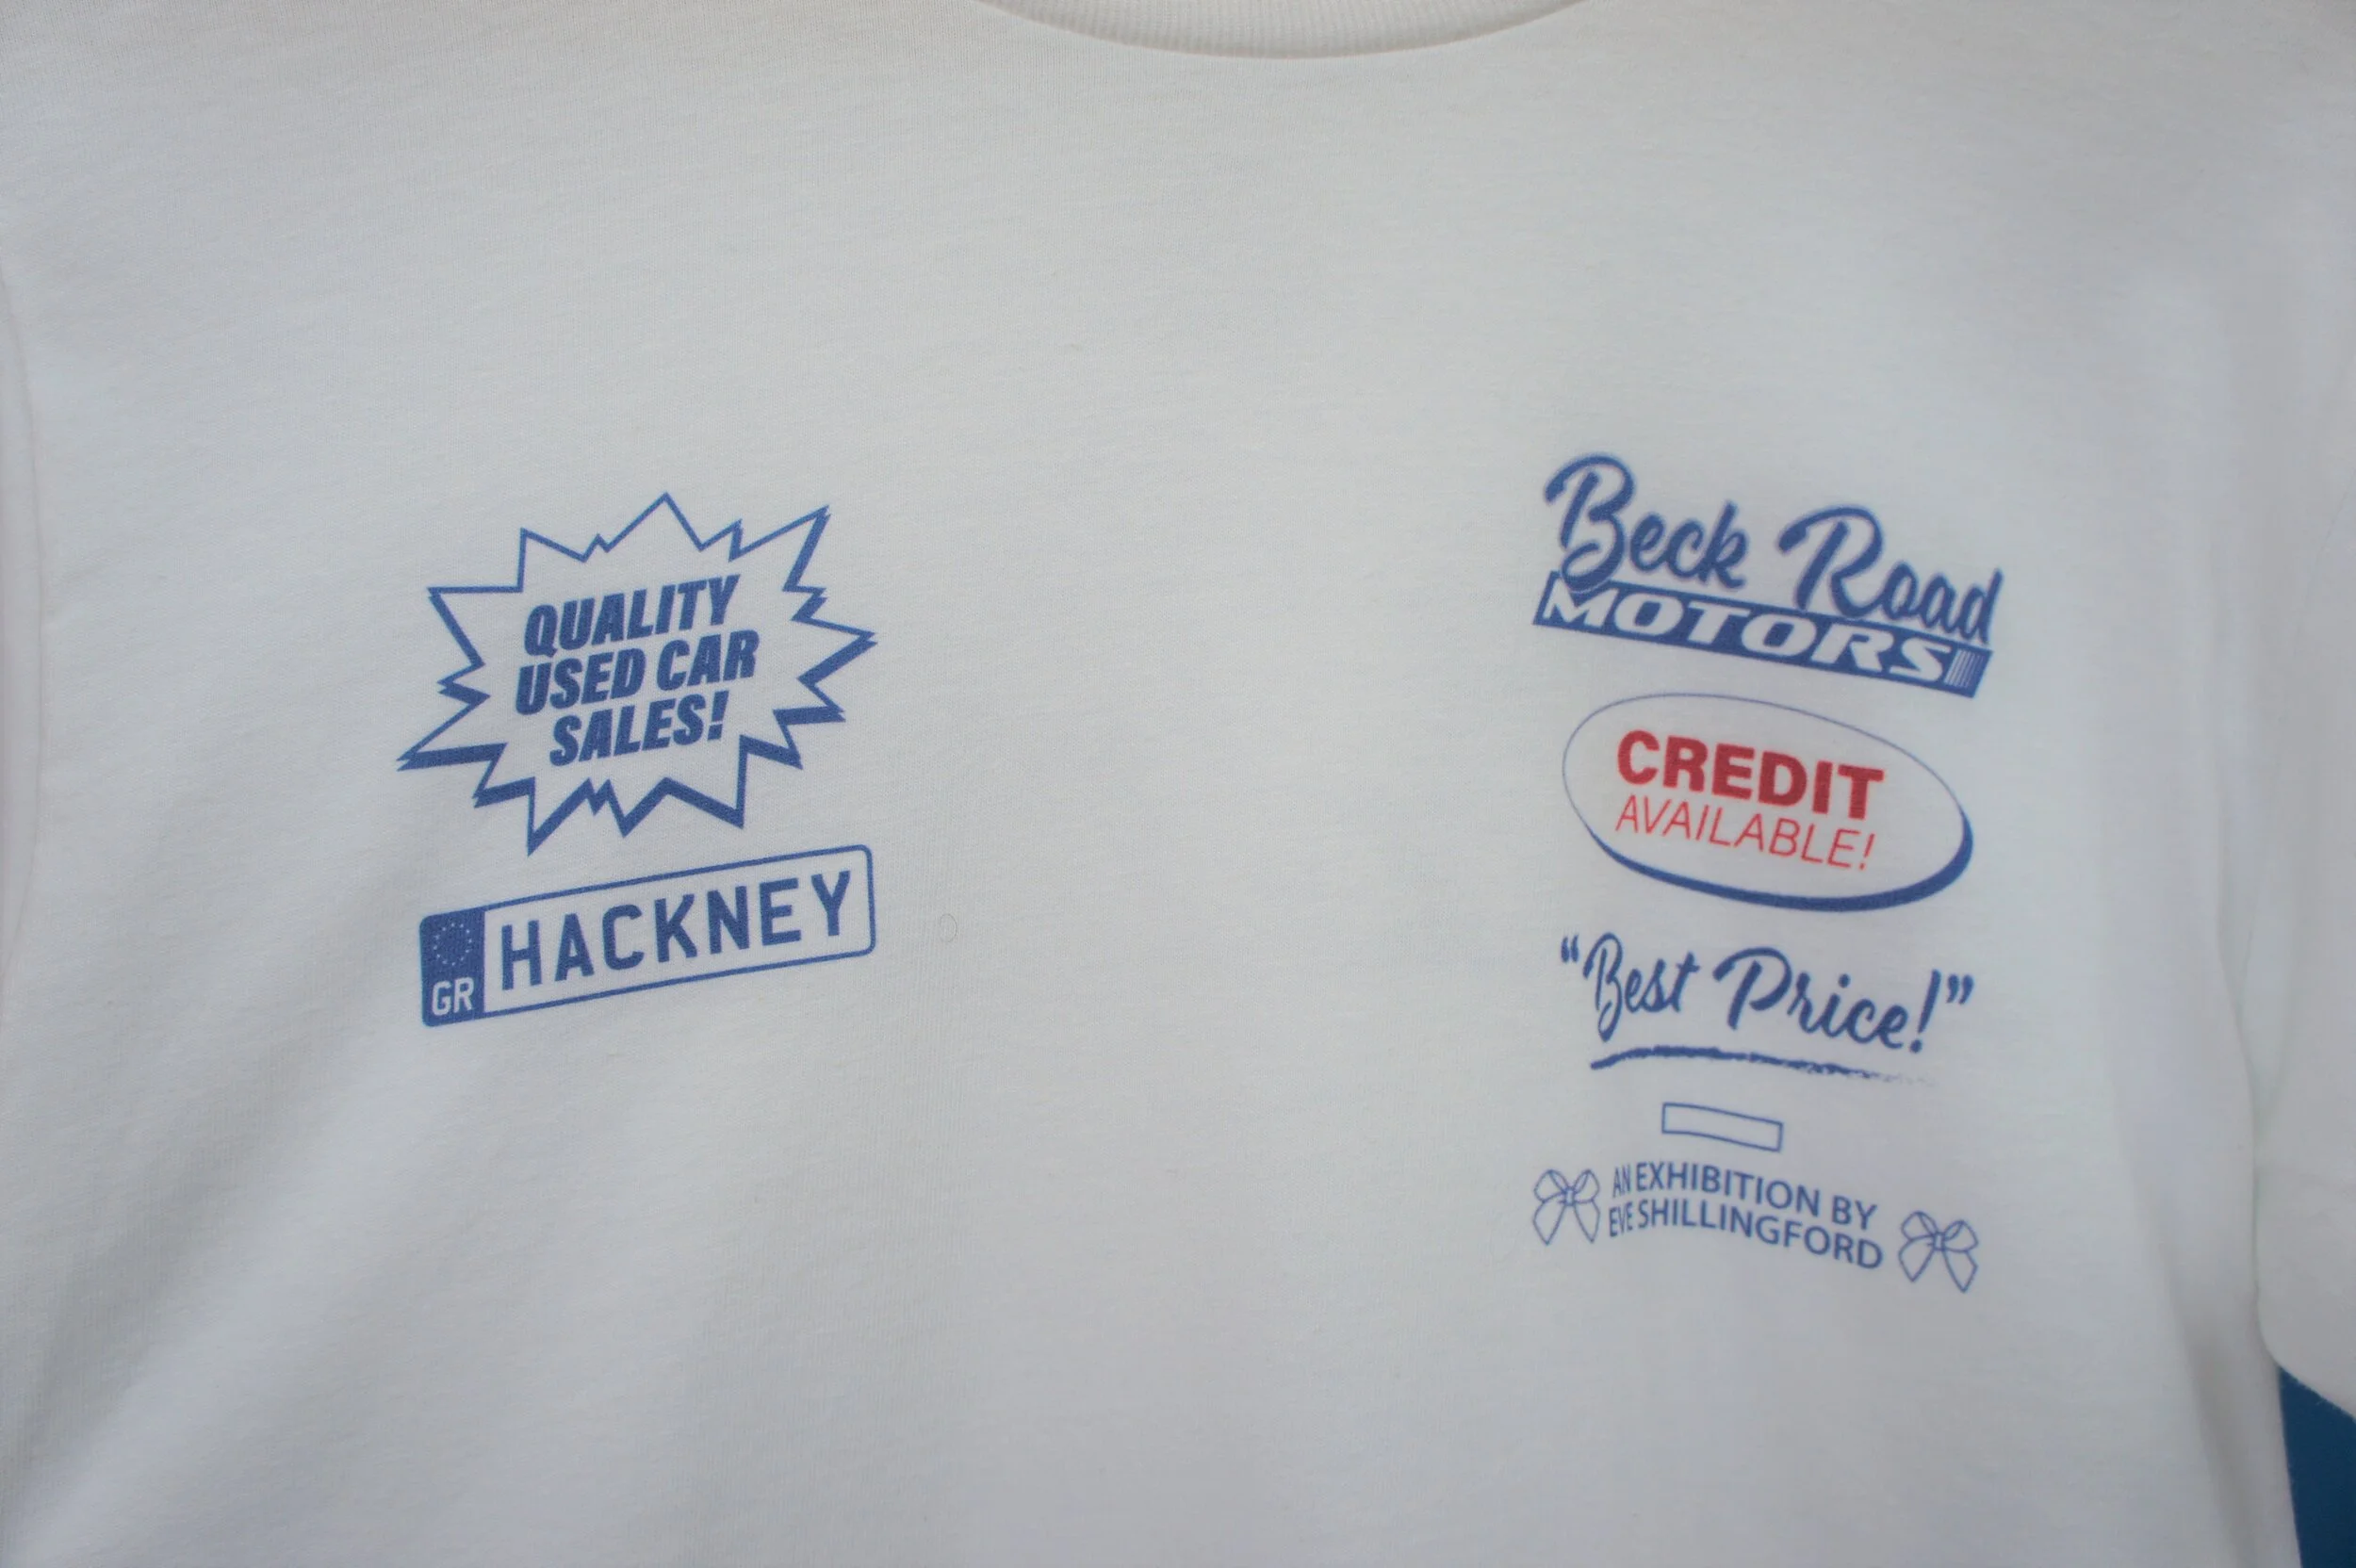 QUALITY
USED CAR
SALES!
GR HACKNEY
Beck Road
MOTORS
CREDIT
AVAILABLE!
“Best Price!”
AN EXHIBITION BY
EVE SHILLINGFORD